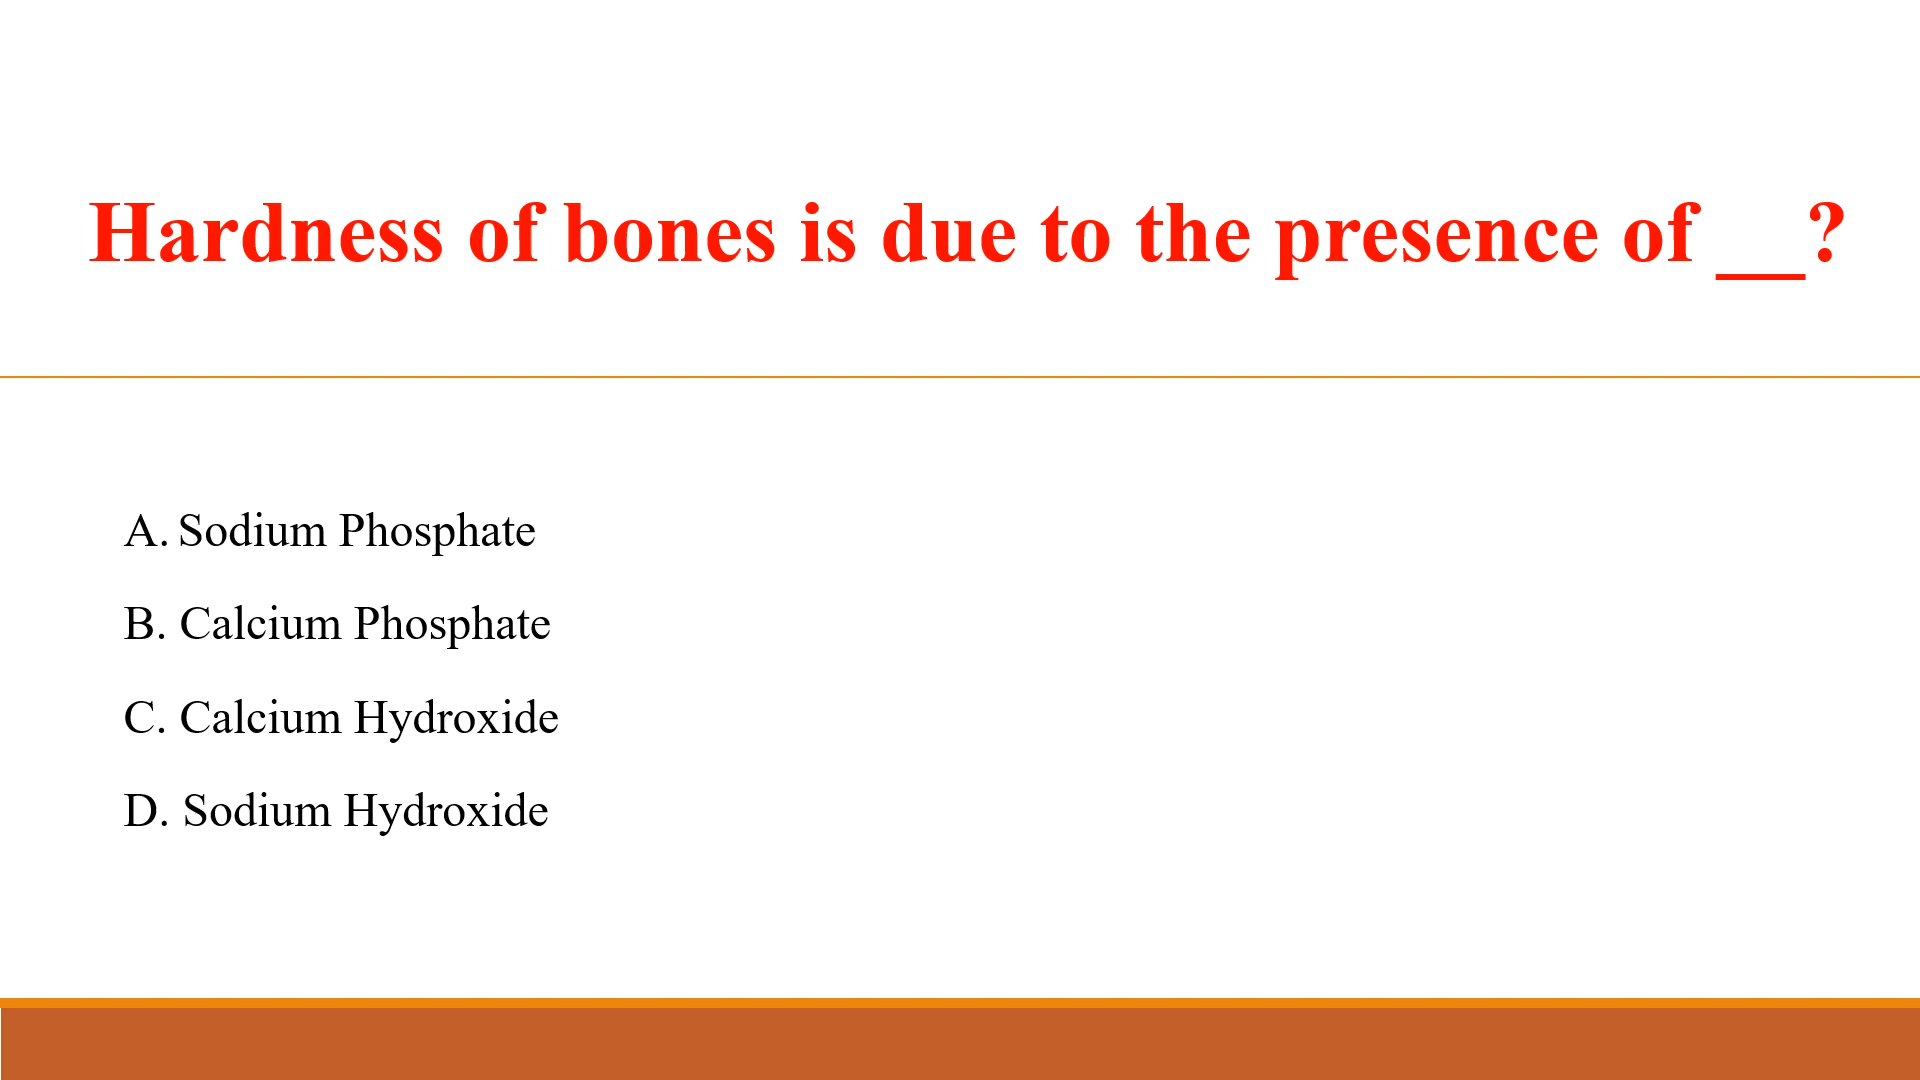 Hardness of bones is due to the presence of __?
A. Sodium Phosphate
B. Calcium Phosphate
C. Calcium Hydroxide
D. Sodium Hydroxide